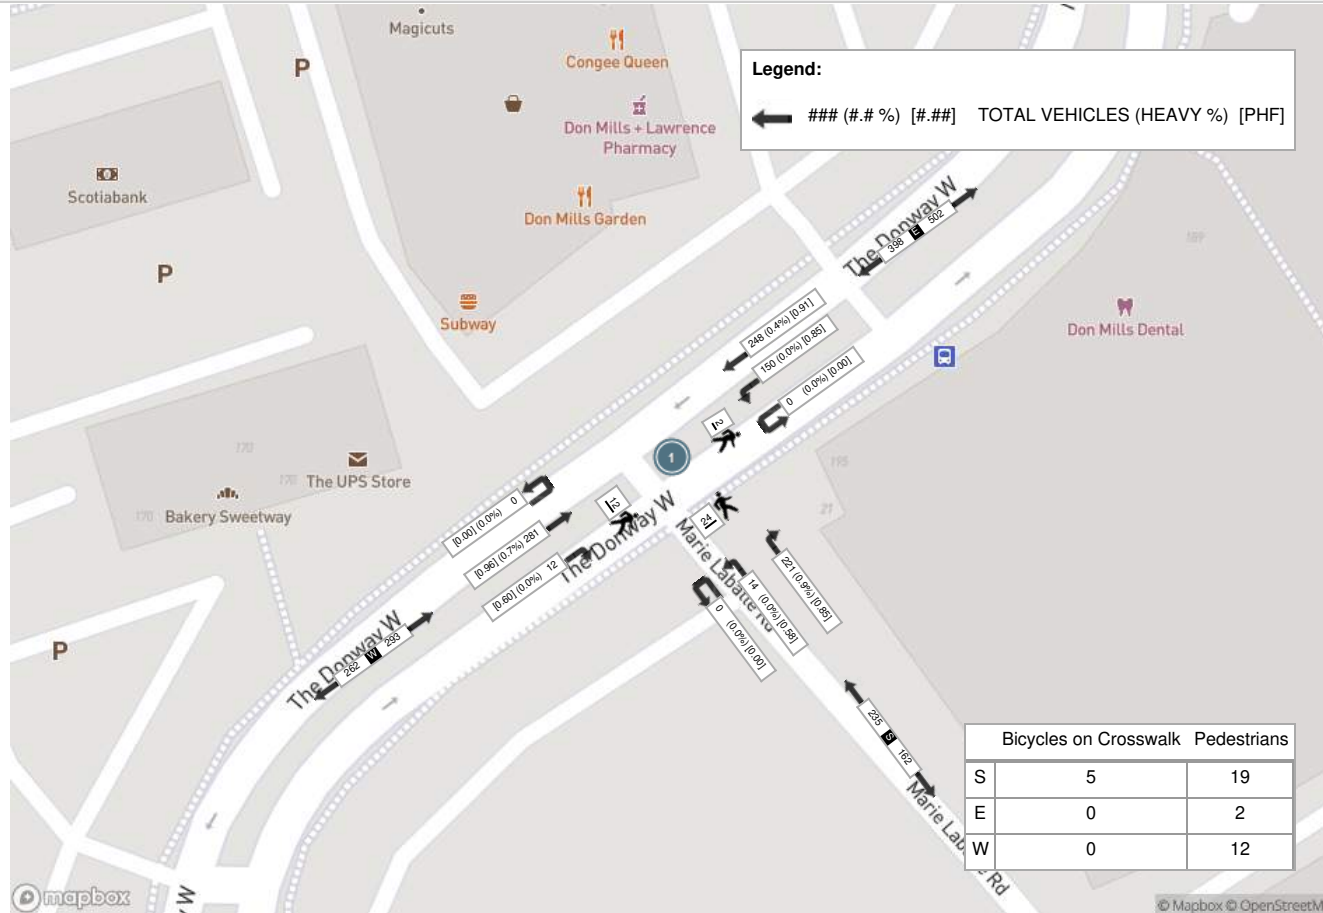 Magicuts
P
Congee Queen
Don Mills + Lawrence
Pharmacy
Scotiabank
Don Mills Garden
P
Subway
Legend:
### (#.# %) [#.##] TOTAL VEHICLES (HEAVY %) [PHF]
The Donway W
398 E 502
189
Don Mills Dental
248 (0.4%) [0.91]
150 (0.0%) [0.85]
0 (0.0%) [0.00]
2
1
170
170
170
The UPS Store
Bakery Sweetway
195
21
[0.00] (0.0%) 0
[0.96] (0.7%) 281
[0.60] (0.0%) 12
12
24
The Donway W
Marie Labatte Rd
221 (0.9%) [0.85]
14 (0.0%) [0.58]
0 (0.0%) [0.00]
The Donway W
262 W 293
P
235 S 162
Bicycles on Crosswalk Pedestrians
S 5 19
E 0 2
W 0 12
W
mapbox
© Mapbox © OpenStreetM